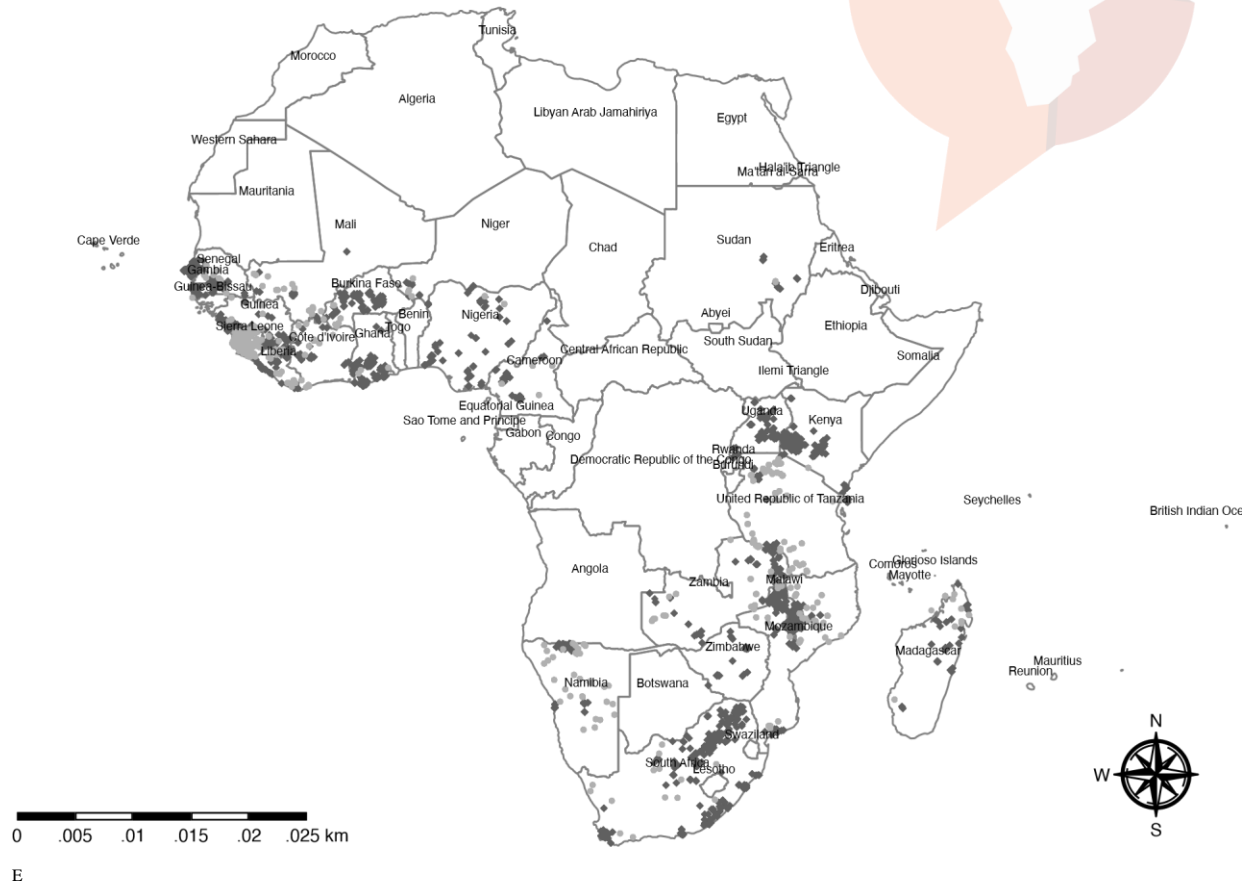 Tunisia
Morocco
Algeria
Libyan Arab Jamahiriya
Egypt
Western Sahara
Hala'ib Triangle
Ma'tan al-Sarra
Mauritania
Mali
Niger
Chad
Sudan
Eritrea
Cape Verde
Senegal
Gambia
Guinea-Bissau
Burkina Faso
Djibouti
Guinea
Benin
Nigeria
Abyei
Ethiopia
Sierra Leone
Côte d'Ivoire
Ghana
Togo
South Sudan
Liberia
Cameroon
Central African Republic
Somalia
Ilemi Triangle
Equatorial Guinea
Uganda
Kenya
Sao Tome and Principe
Gabon
Congo
Rwanda
Democratic Republic of the Congo
Burundi
United Republic of Tanzania
Seychelles
British Indian Oce
Angola
Zambia
Malawi
Comoros
Glorioso Islands
Mayotte
Mozambique
Zimbabwe
Madagascar
Mauritius
Reunion
Namibia
Botswana
Swaziland
South Africa
Lesotho
N
W
S
0 .005 .01 .015 .02 .025 km
E